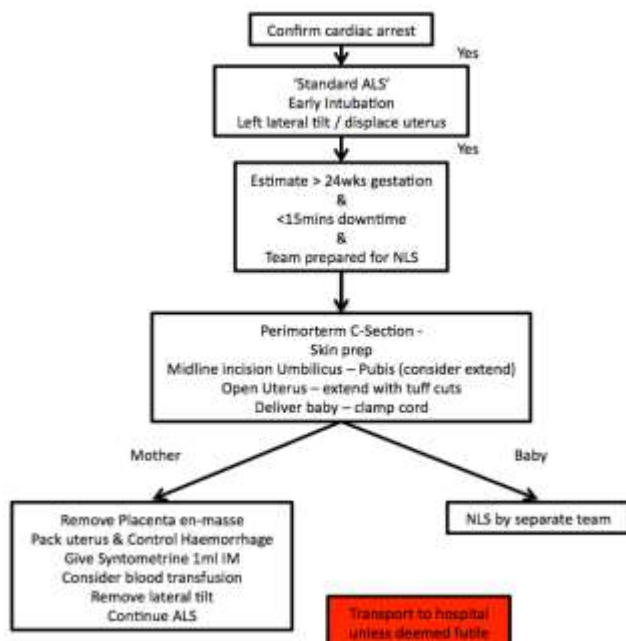 Confirm cardiac arrest
Yes
'Standard ALS'
Early Intubation
Left lateral tilt / displace uterus
Yes
Estimate > 24wks gestation
&
<15mins downtime
&
Team prepared for NLS
Perimorterm C-Section -
Skin prep
Midline incision Umbilicus – Pubis (consider extend)
Open Uterus – extend with tuff cuts
Deliver baby – clamp cord
Mother
Baby
Remove Placenta en-masse
Pack uterus & Control Haemorrhage
Give Syntometrine 1ml IM
Consider blood transfusion
Remove lateral tilt
Continue ALS
NLS by separate team
Transport to hospital
unless deemed futile